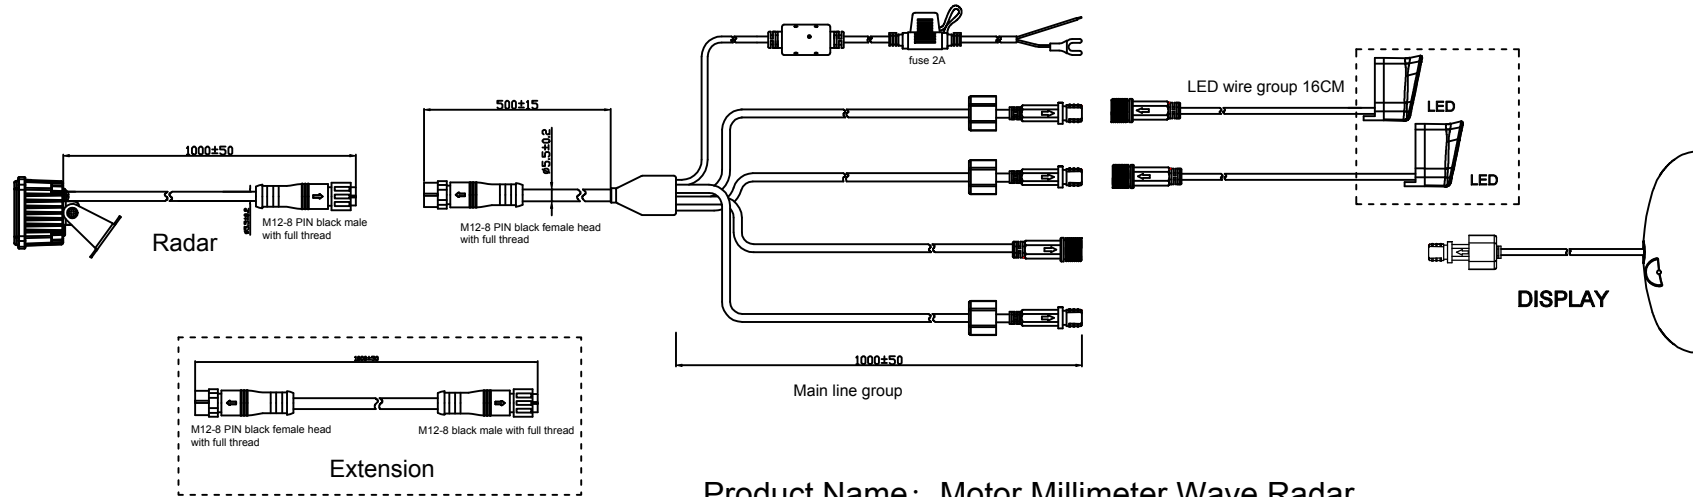 fuse 2A
500±15
ø5.5±0.2
LED wire group 16CM
LED
LED
1000±50
M12-8 PIN black male
with full thread
Radar
M12-8 PIN black female head
with full thread
DISPLAY
1000±50
Main line group
1000±50
M12-8 PIN black female head
with full thread
M12-8 black male with full thread
Extension
Product Name: Motor Millimeter Wave Radar